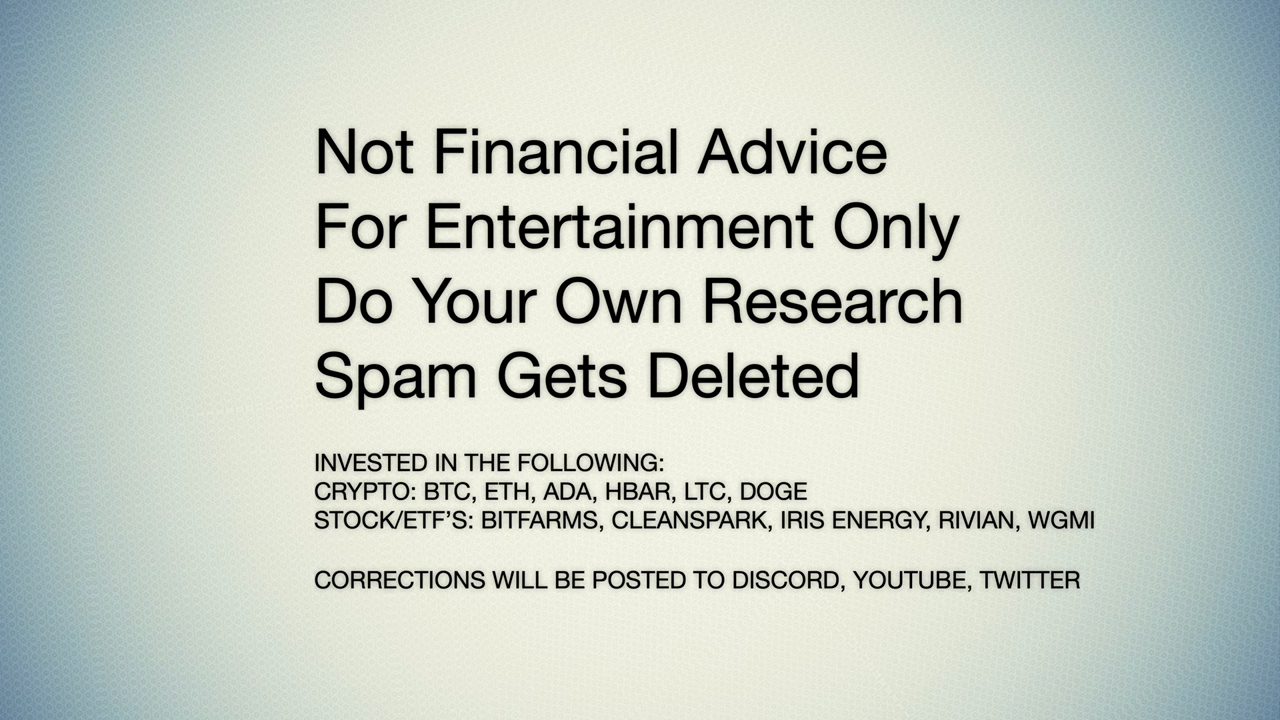 Not Financial Advice
For Entertainment Only
Do Your Own Research
Spam Gets Deleted
INVESTED IN THE FOLLOWING:
CRYPTO: BTC, ETH, ADA, HBAR, LTC, DOGE
STOCK/ETF’S: BITFARMS, CLEANSPARK, IRIS ENERGY, RIVIAN, WGMI
CORRECTIONS WILL BE POSTED TO DISCORD, YOUTUBE, TWITTER